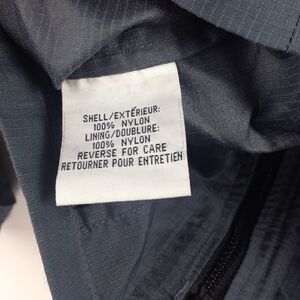 SHELL/EXTÉRIEUR:
100% NYLON
LINING/DOUBLURE:
100% NYLON
REVERSE FOR CARE
RETOURNER POUR ENTRETIEN